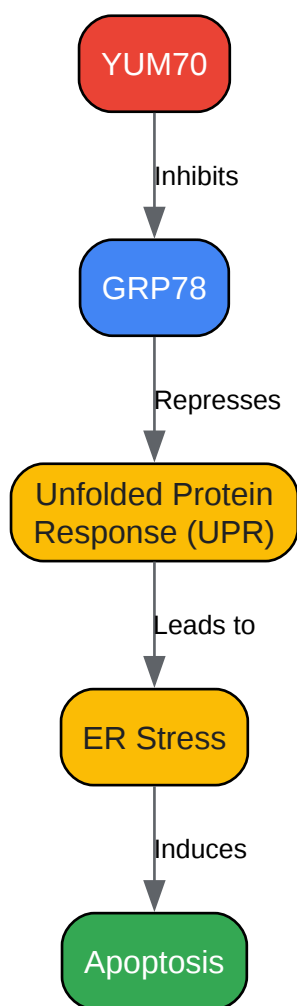 YUM70
Inhibits
GRP78
Represses
Unfolded Protein
Response (UPR)
Leads to
ER Stress
Induces
Apoptosis